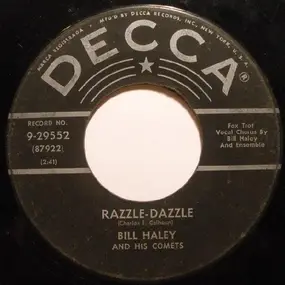 MARCA REGISTRADA • MF'D BY DECCA RECORDS, INC., NEW YORK, U.S.A.
DECCA®
RECORD NO.
9-29552
(87922)
(2:41)
Fox Trot
Vocal Chorus By
Bill Haley
And Ensemble
RAZZLE-DAZZLE
(Charles E. Calhoun)
BILL HALEY
AND HIS COMETS